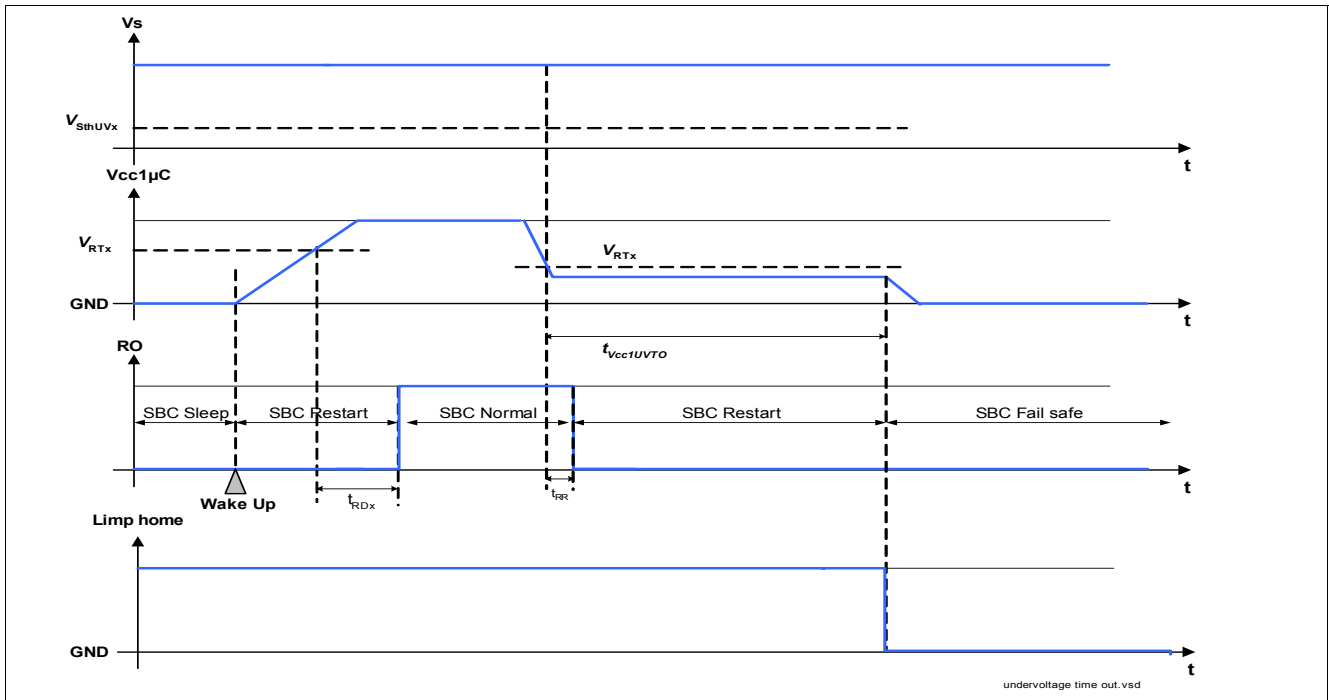 Vs
VSthUVx
t
Vcc1µC
VRTx
VRTx
GND
t
tVcc1UVTO
RO
SBC Sleep
SBC Restart
SBC Normal
SBC Restart
SBC Fail safe
t
Wake Up
tRDx
tRR
Limp home
GND
t
undervoltage time out.vsd